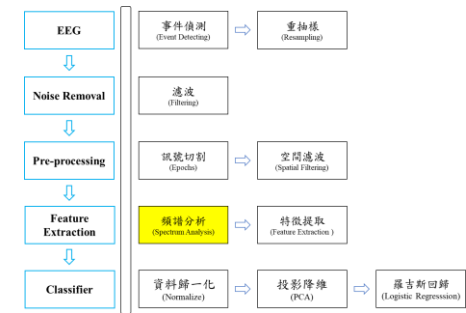 EEG
事件偵測
(Event Detecting)
重抽樣
(Resampling)
Noise Removal
濾波
(Filtering)
Pre-processing
訊號切割
(Epochs)
空間濾波
(Spatial Filtering)
Feature
Extraction
頻譜分析
(Spectrum Analysis)
特徵提取
(Feature Extraction )
Classifier
資料歸一化
(Normalize)
投影降維
(PCA)
羅吉斯回歸
(Logistic Regresssion)